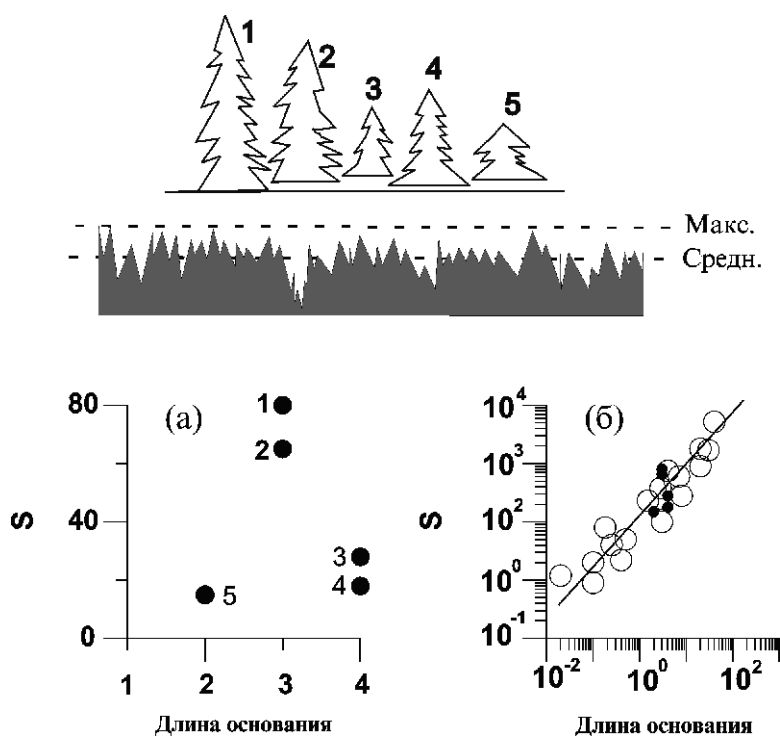 1
2
3
4
5
Макс.
Средн.
(а)
80
40
0
S
1
2
3
4
5
1 2 3 4
Длина основания
(б)
10⁴
10³
10²
10¹
10⁰
10⁻¹
S
10⁻² 10⁰ 10²
Длина основания